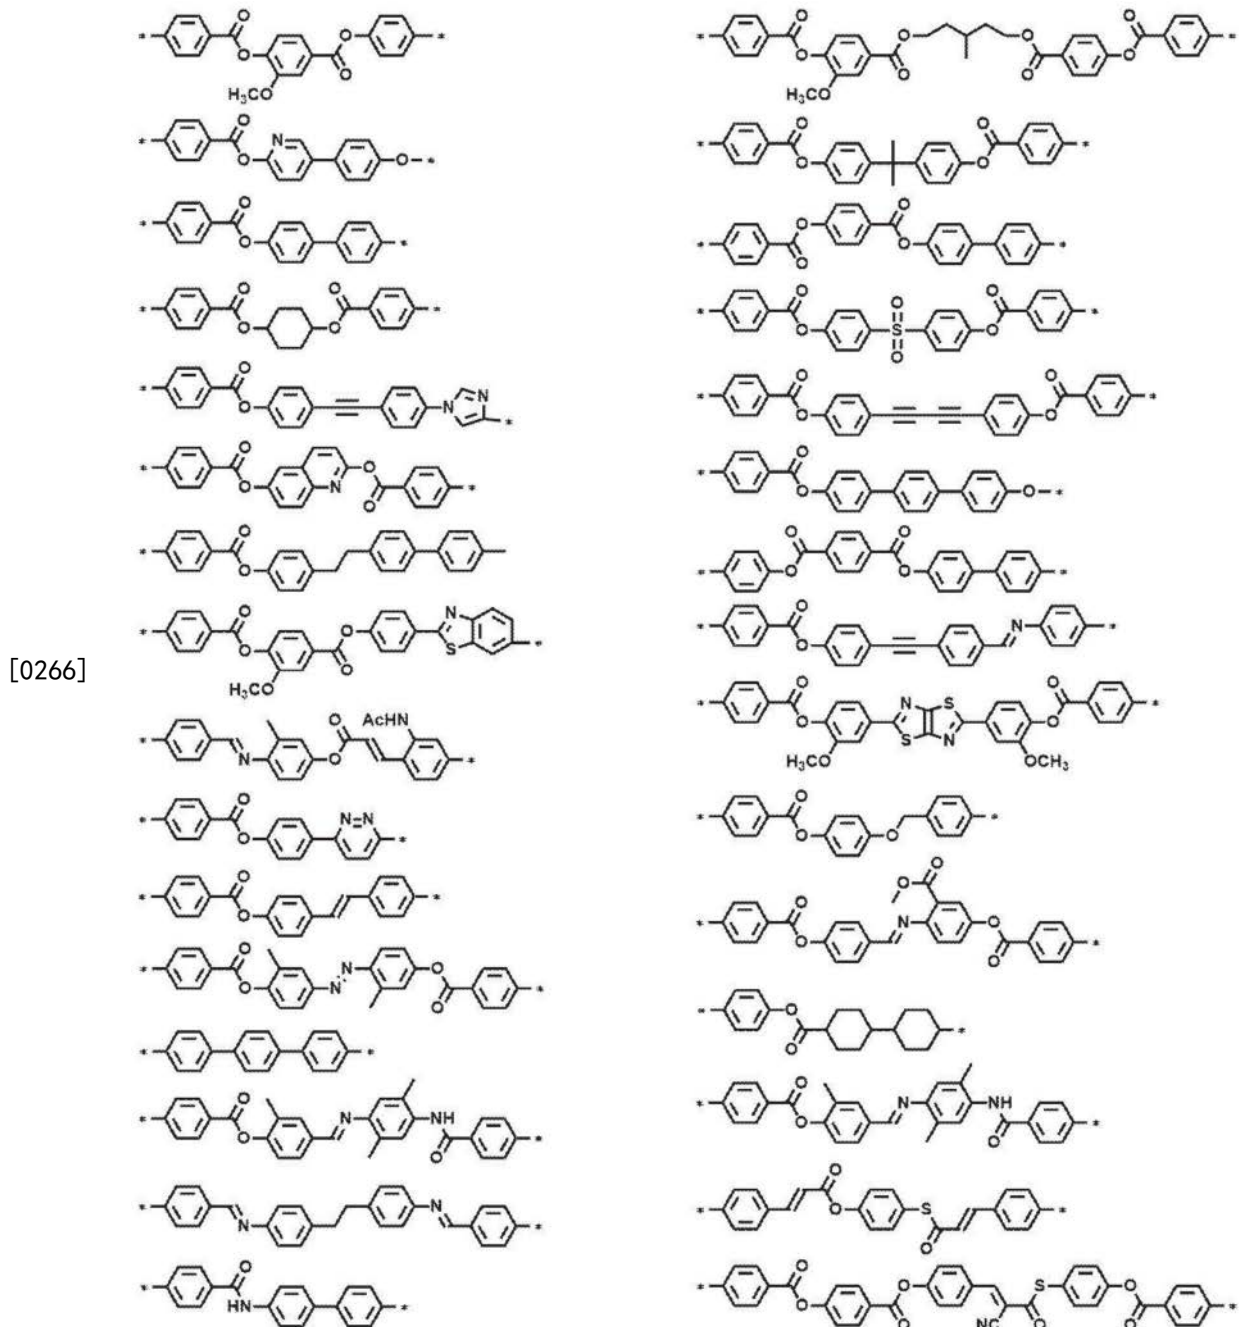 [0266]
* O O O O * H3CO
* O O O O O O O O * H3CO
* O O N O *
* O O O O *
* O O *
* O O O O *
* O O O O *
* O O O S O O O *
* O O N N *
* O O O O *
* O O O N O *
* O O O *
* O O
* O O O O *
* O O O O N S * H3CO
* O O N *
* N O O AcHN *
* O O N S S N O O * H3CO OCH3
* O O N=N *
* O O O *
* O O *
* O O N O O O O *
* O O N N O O *
* O O *
* *
* O O N NH O *
* O O N NH O *
* N N *
* O O S O *
* O HN *
* O O O O NC O S O O *